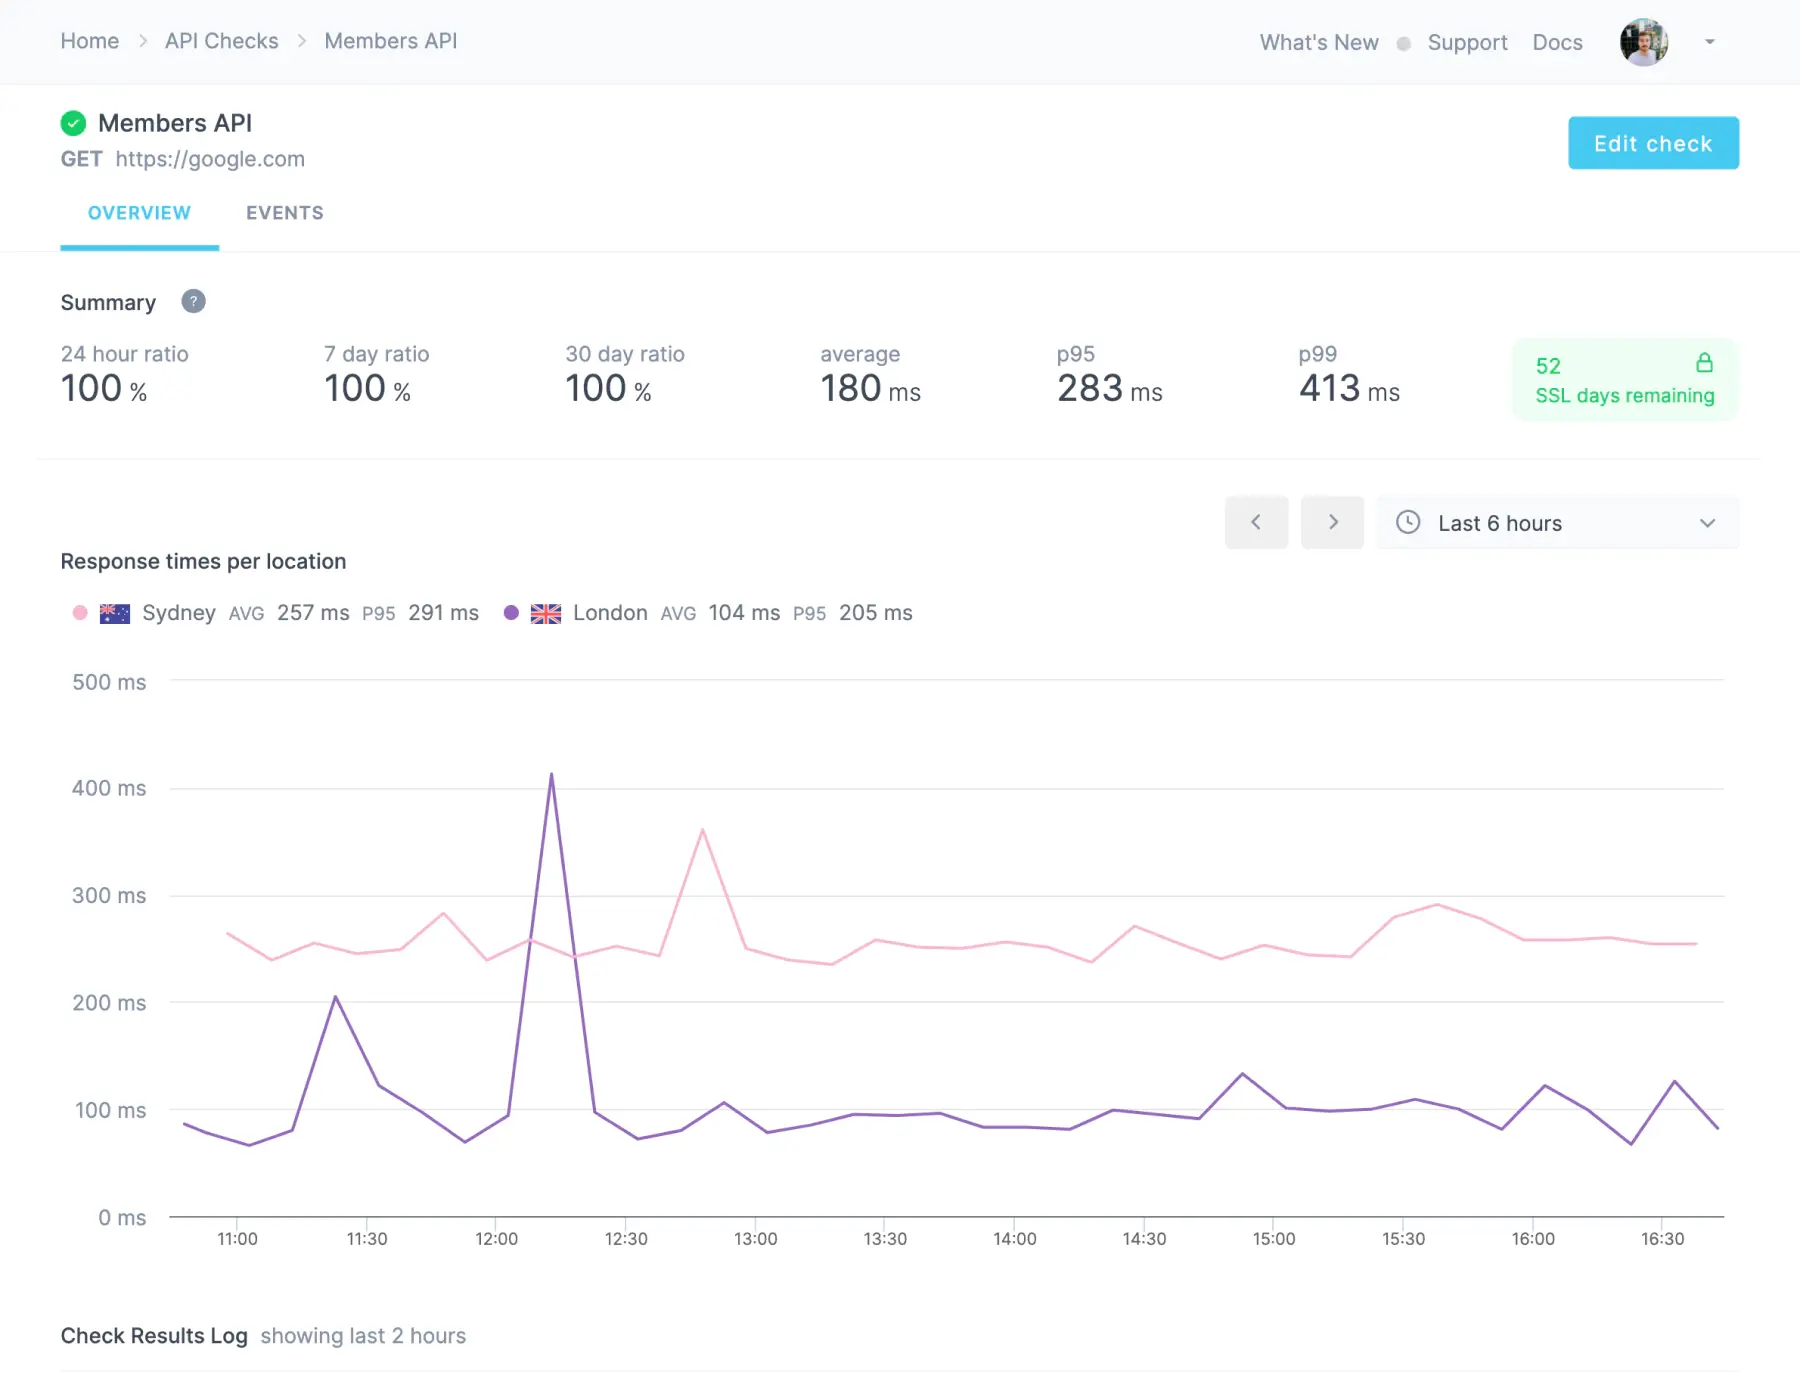 Home > API Checks > Members API
What's New Support Docs
Members API
GET https://google.com
Edit check
OVERVIEW EVENTS
Summary ?
24 hour ratio 7 day ratio 30 day ratio average p95 p99
100 % 100 % 100 % 180 ms 283 ms 413 ms
52
SSL days remaining
Last 6 hours
Response times per location
Sydney AVG 257 ms P95 291 ms London AVG 104 ms P95 205 ms
500 ms
400 ms
300 ms
200 ms
100 ms
0 ms
11:00 11:30 12:00 12:30 13:00 13:30 14:00 14:30 15:00 15:30 16:00 16:30
Check Results Log showing last 2 hours